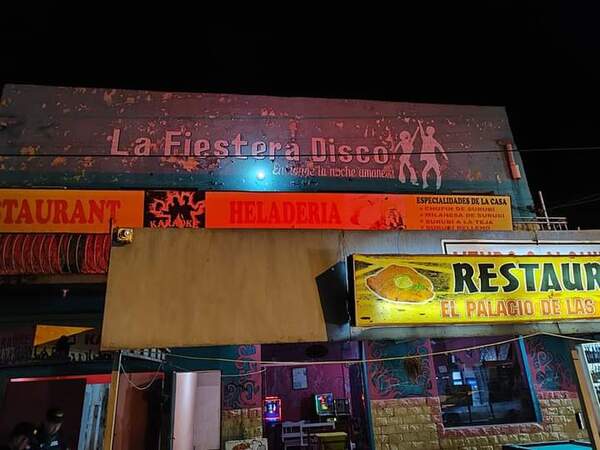 La Fiestera Disco
STAURANT
KARAOKE
HELADERIA
ESPECIALIDADES DE LA CASA
CHUPIN DE SURUBI
MILANESA DE SURUBI
SURUBI A LA TEJA
SURUBI RELLENO
RESTAUR
EL PALACIO DE LAS